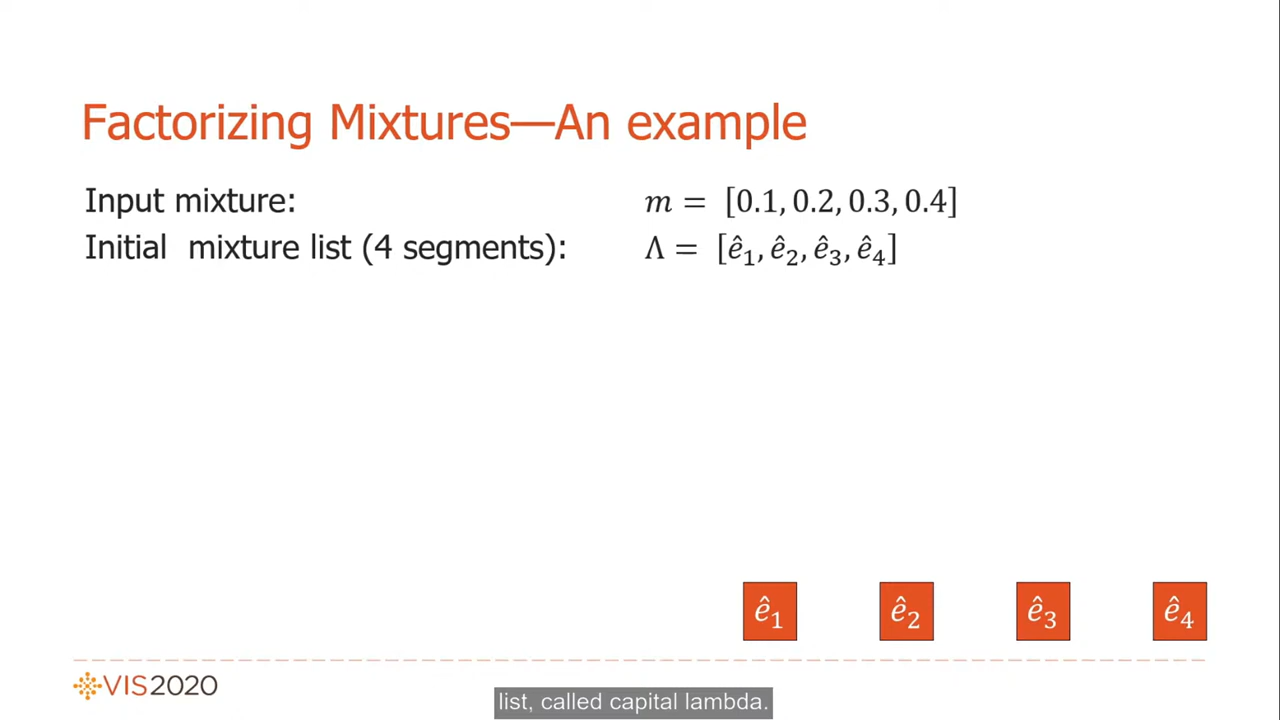 Factorizing Mixtures—An example
Input mixture: m = [0.1, 0.2, 0.3, 0.4]
Initial mixture list (4 segments): Λ = [ê₁, ê₂, ê₃, ê₄]
ê₁ ê₂ ê₃ ê₄
VIS2020
list, called capital lambda.